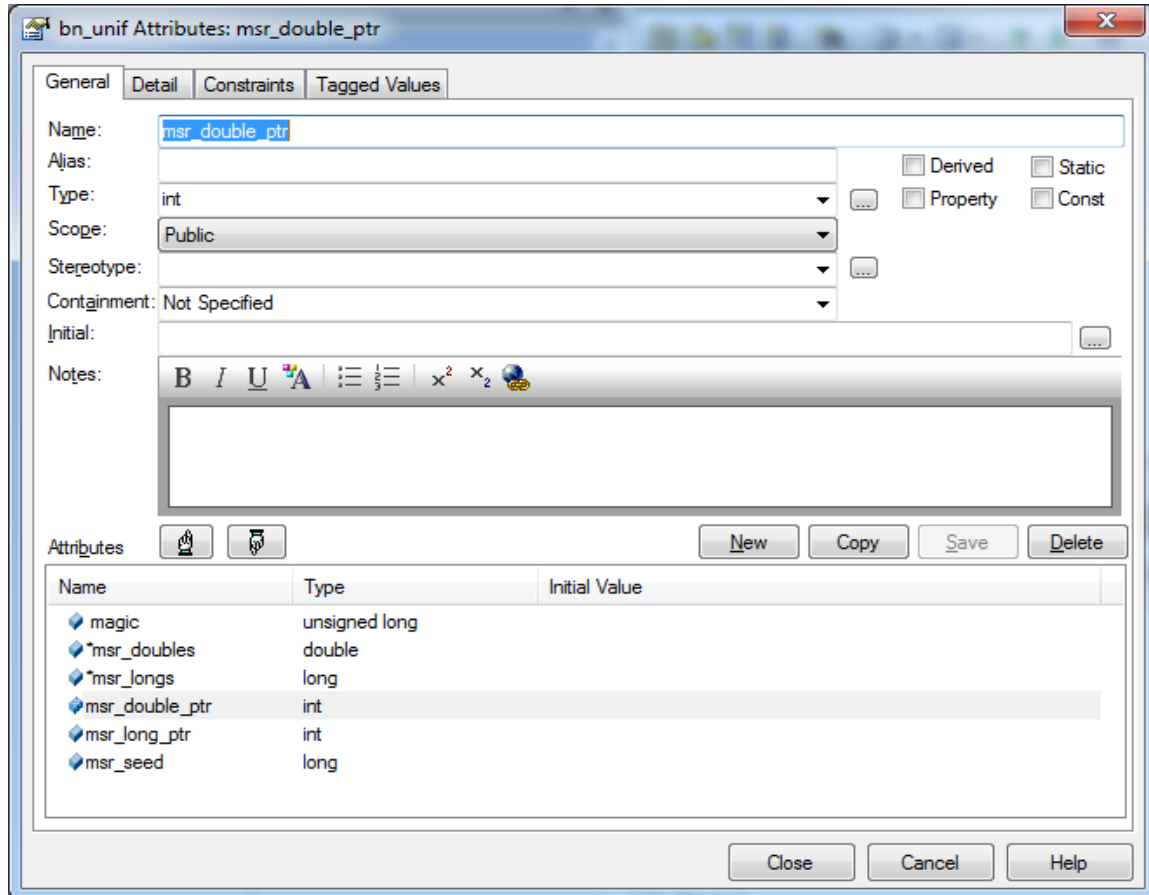 bn_unif Attributes: msr_double_ptr
General Detail Constraints Tagged Values
Name: msr_double_ptr
Alias: Derived Static
Type: int ... Property Const
Scope: Public
Stereotype: ...
Containment: Not Specified
Initial: ...
Notes: B I U A x² x₂
Attributes New Copy Save Delete
Name Type Initial Value
magic unsigned long
*msr_doubles double
*msr_longs long
msr_double_ptr int
msr_long_ptr int
msr_seed long
Close Cancel Help